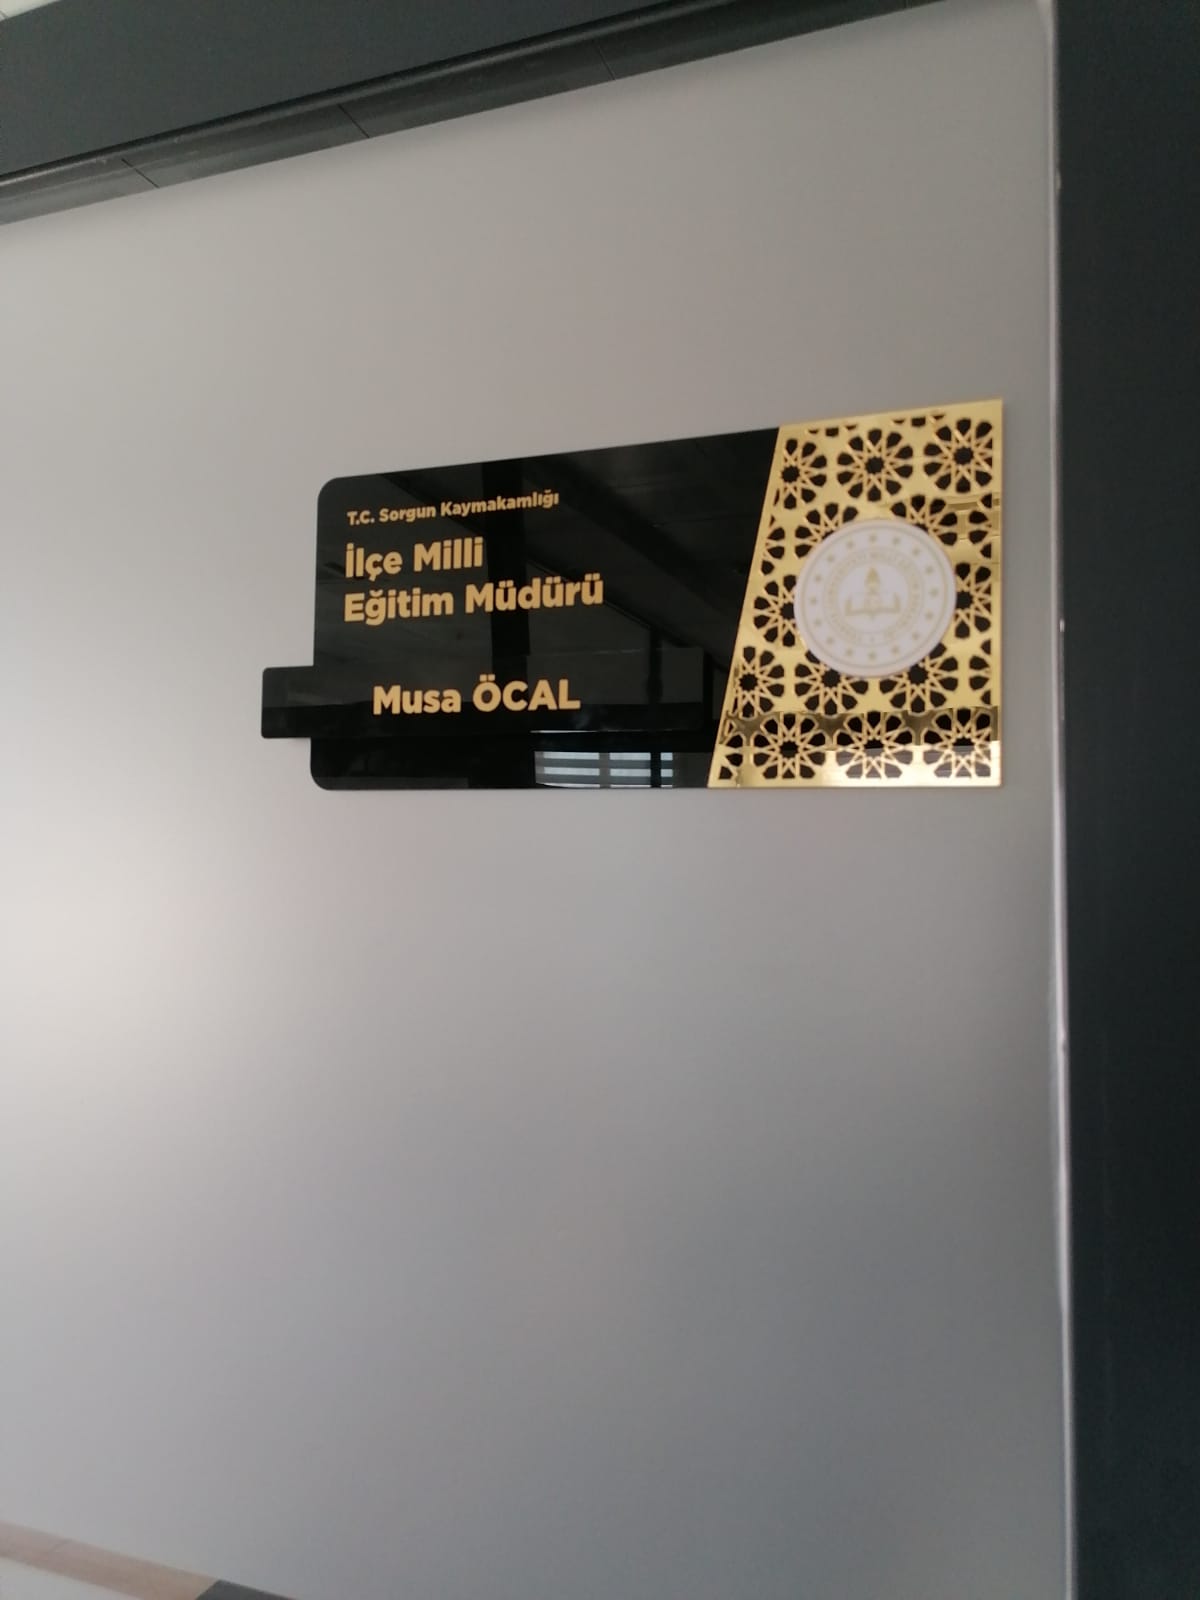 T.C. Sorgun Kaymakamlığı
İlçe Milli
Eğitim Müdürü
Musa ÖCAL